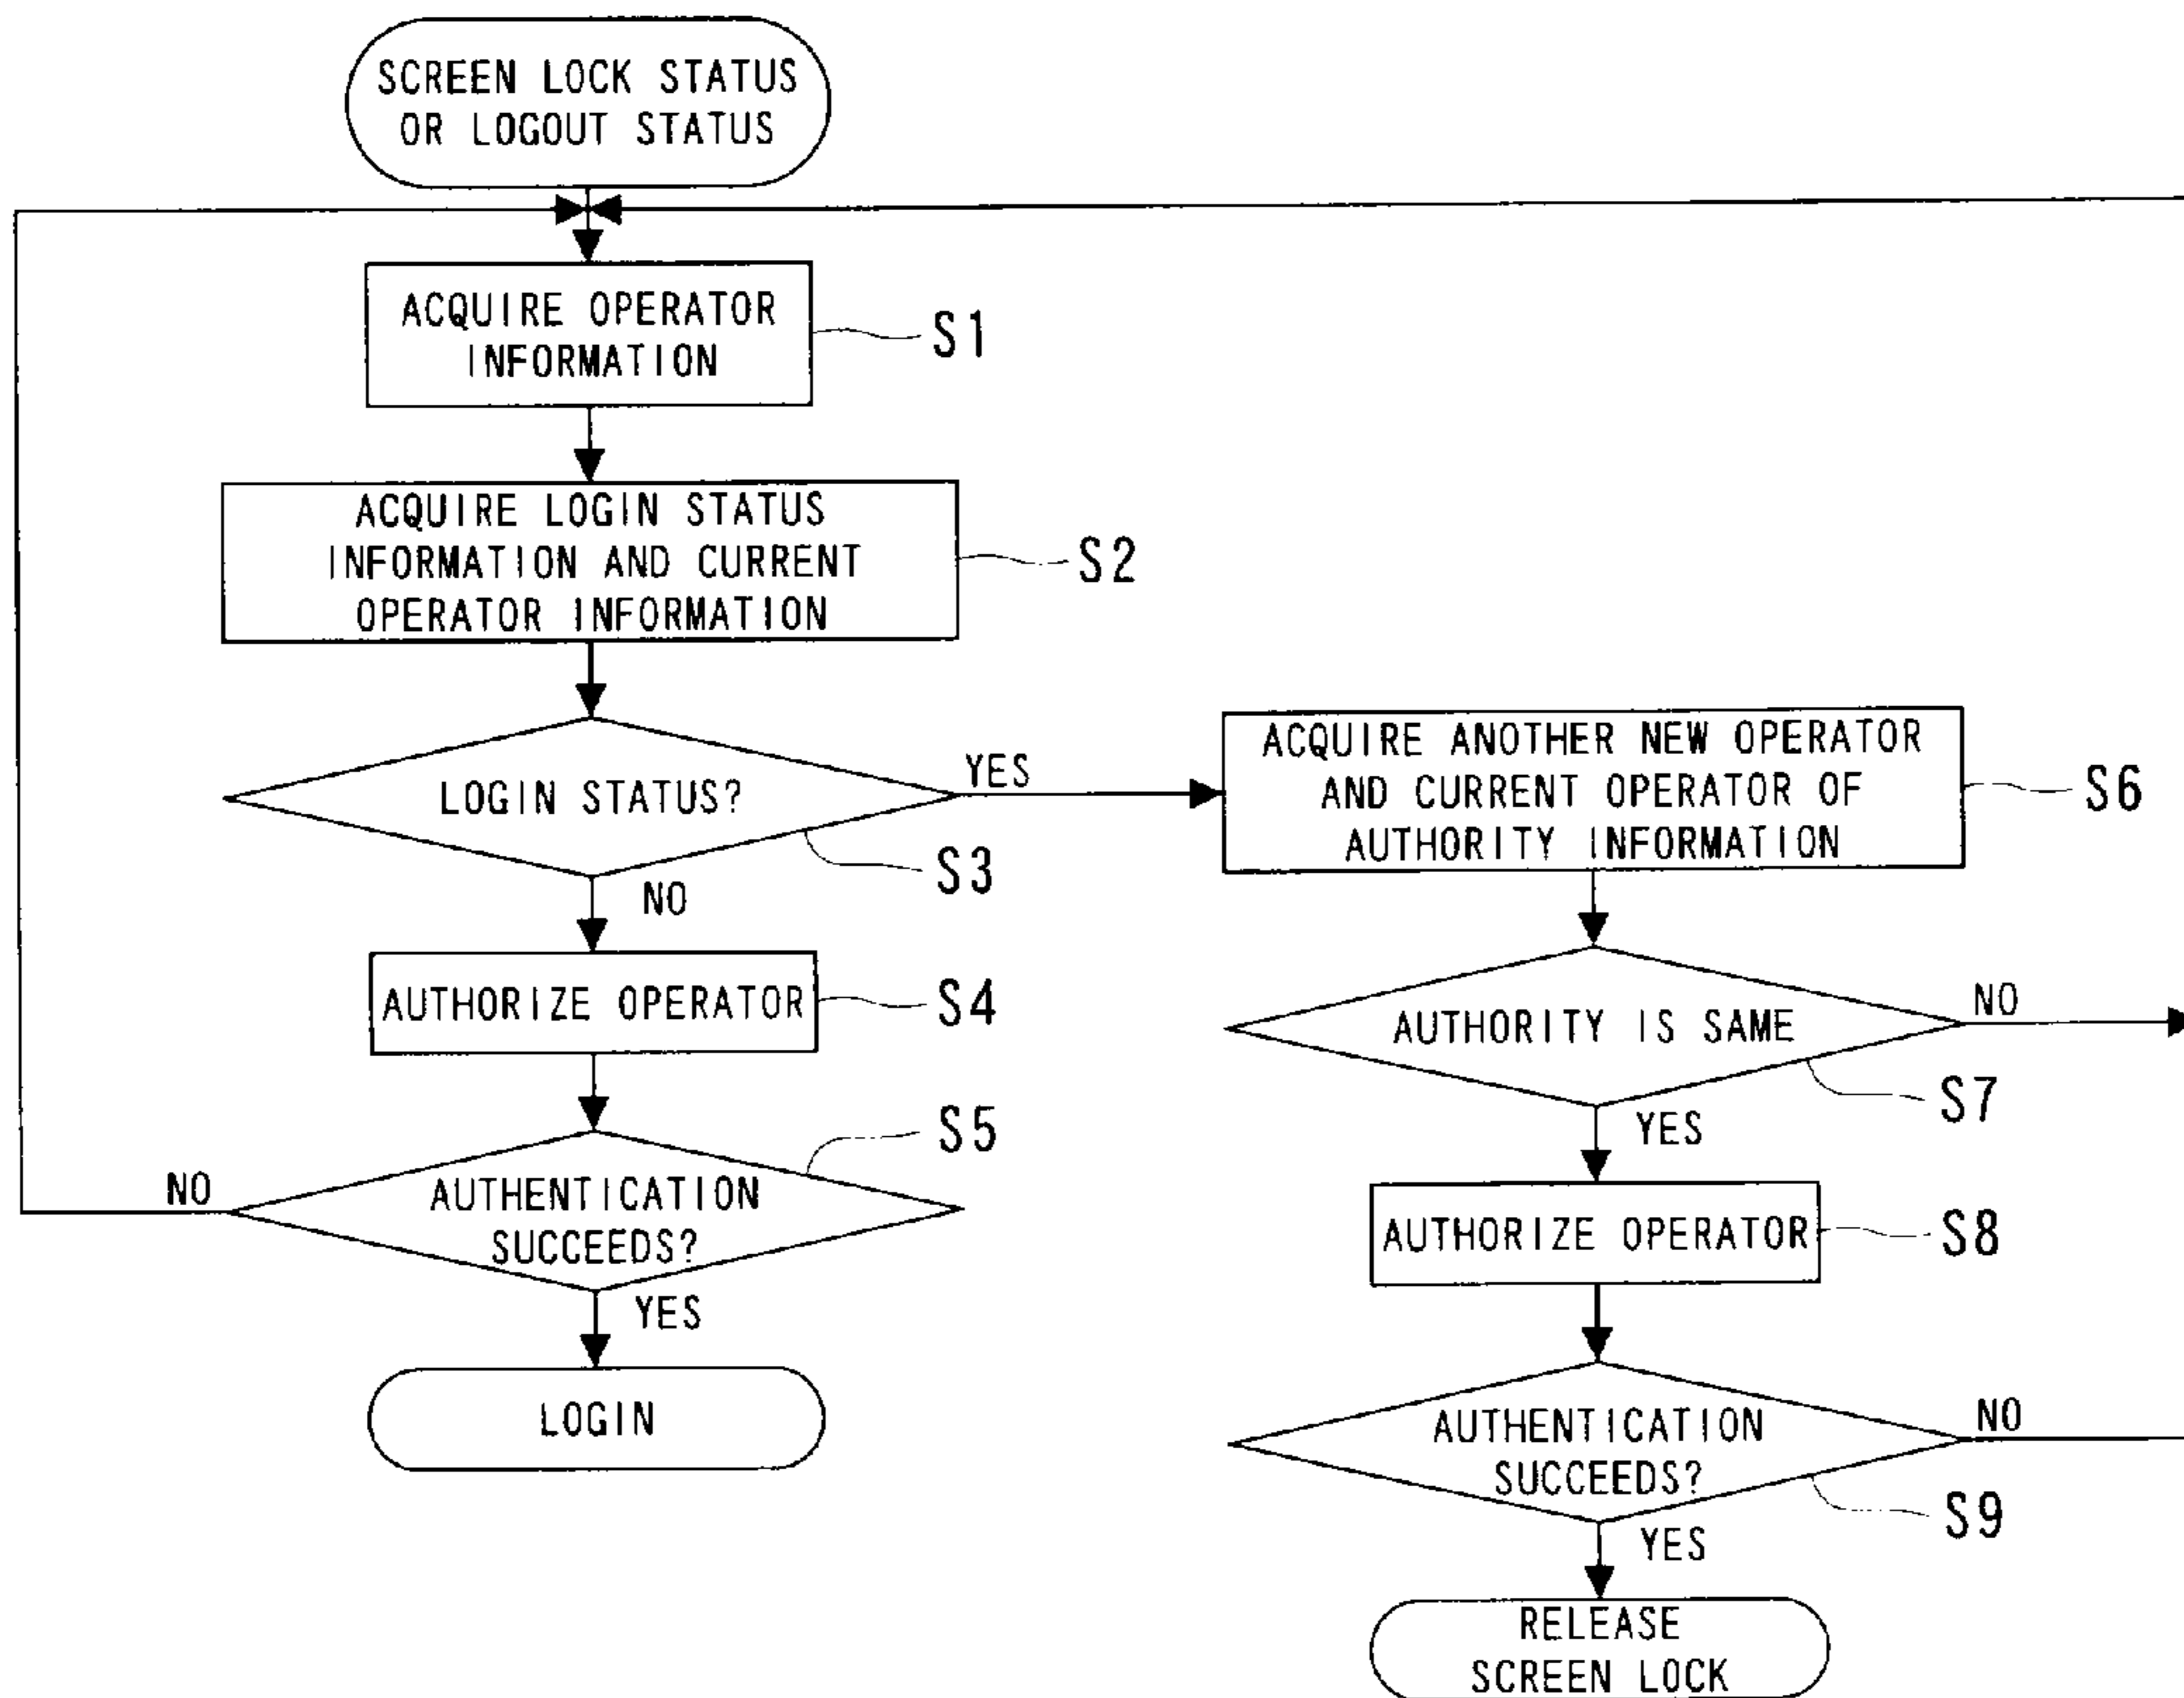 SCREEN LOCK STATUS
OR LOGOUT STATUS
ACQUIRE OPERATOR
INFORMATION
S1
ACQUIRE LOGIN STATUS
INFORMATION AND CURRENT
OPERATOR INFORMATION
S2
LOGIN STATUS?
YES
S3
NO
AUTHORIZE OPERATOR
S4
S5
AUTHENTICATION
SUCCEEDS?
NO
YES
LOGIN
ACQUIRE ANOTHER NEW OPERATOR
AND CURRENT OPERATOR OF
AUTHORITY INFORMATION
S6
AUTHORITY IS SAME
NO
S7
YES
AUTHORIZE OPERATOR
S8
AUTHENTICATION
SUCCEEDS?
NO
S9
YES
RELEASE
SCREEN LOCK